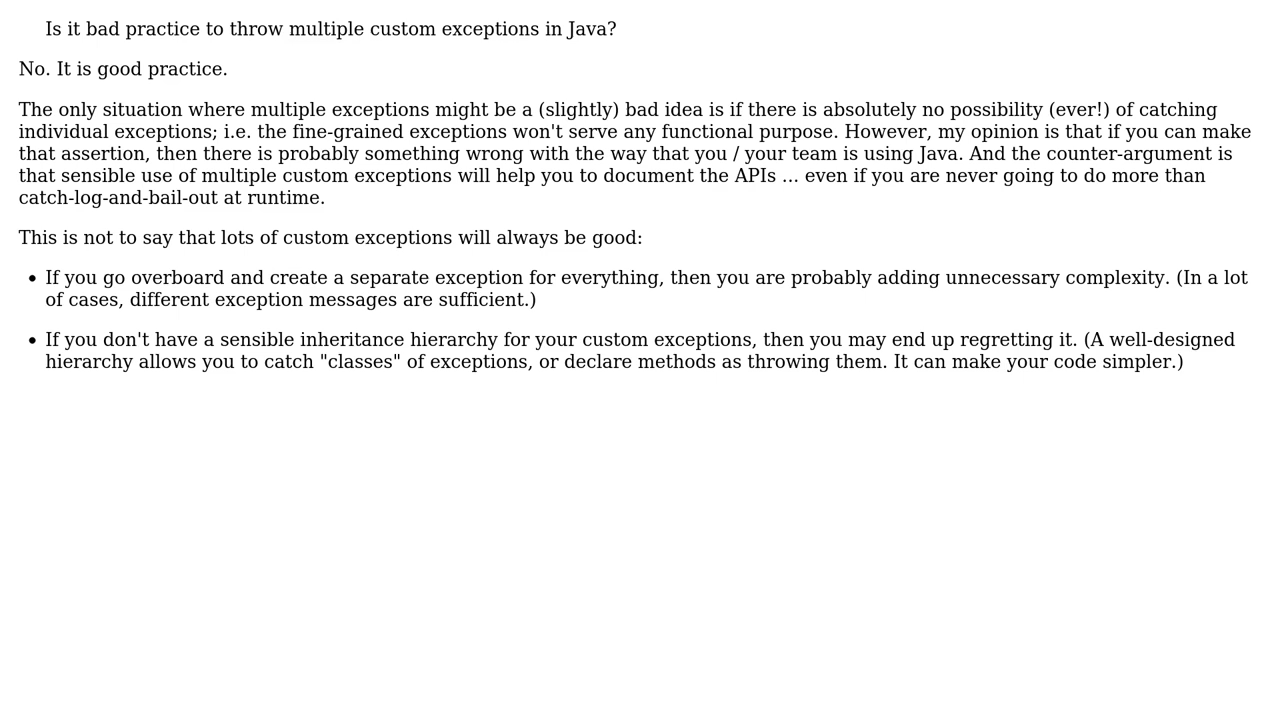 Is it bad practice to throw multiple custom exceptions in Java?
No. It is good practice.
The only situation where multiple exceptions might be a (slightly) bad idea is if there is absolutely no possibility (ever!) of catching
individual exceptions; i.e. the fine-grained exceptions won't serve any functional purpose. However, my opinion is that if you can make
that assertion, then there is probably something wrong with the way that you / your team is using Java. And the counter-argument is
that sensible use of multiple custom exceptions will help you to document the APIs ... even if you are never going to do more than
catch-log-and-bail-out at runtime.
This is not to say that lots of custom exceptions will always be good:
• If you go overboard and create a separate exception for everything, then you are probably adding unnecessary complexity. (In a lot
of cases, different exception messages are sufficient.)
• If you don't have a sensible inheritance hierarchy for your custom exceptions, then you may end up regretting it. (A well-designed
hierarchy allows you to catch "classes" of exceptions, or declare methods as throwing them. It can make your code simpler.)